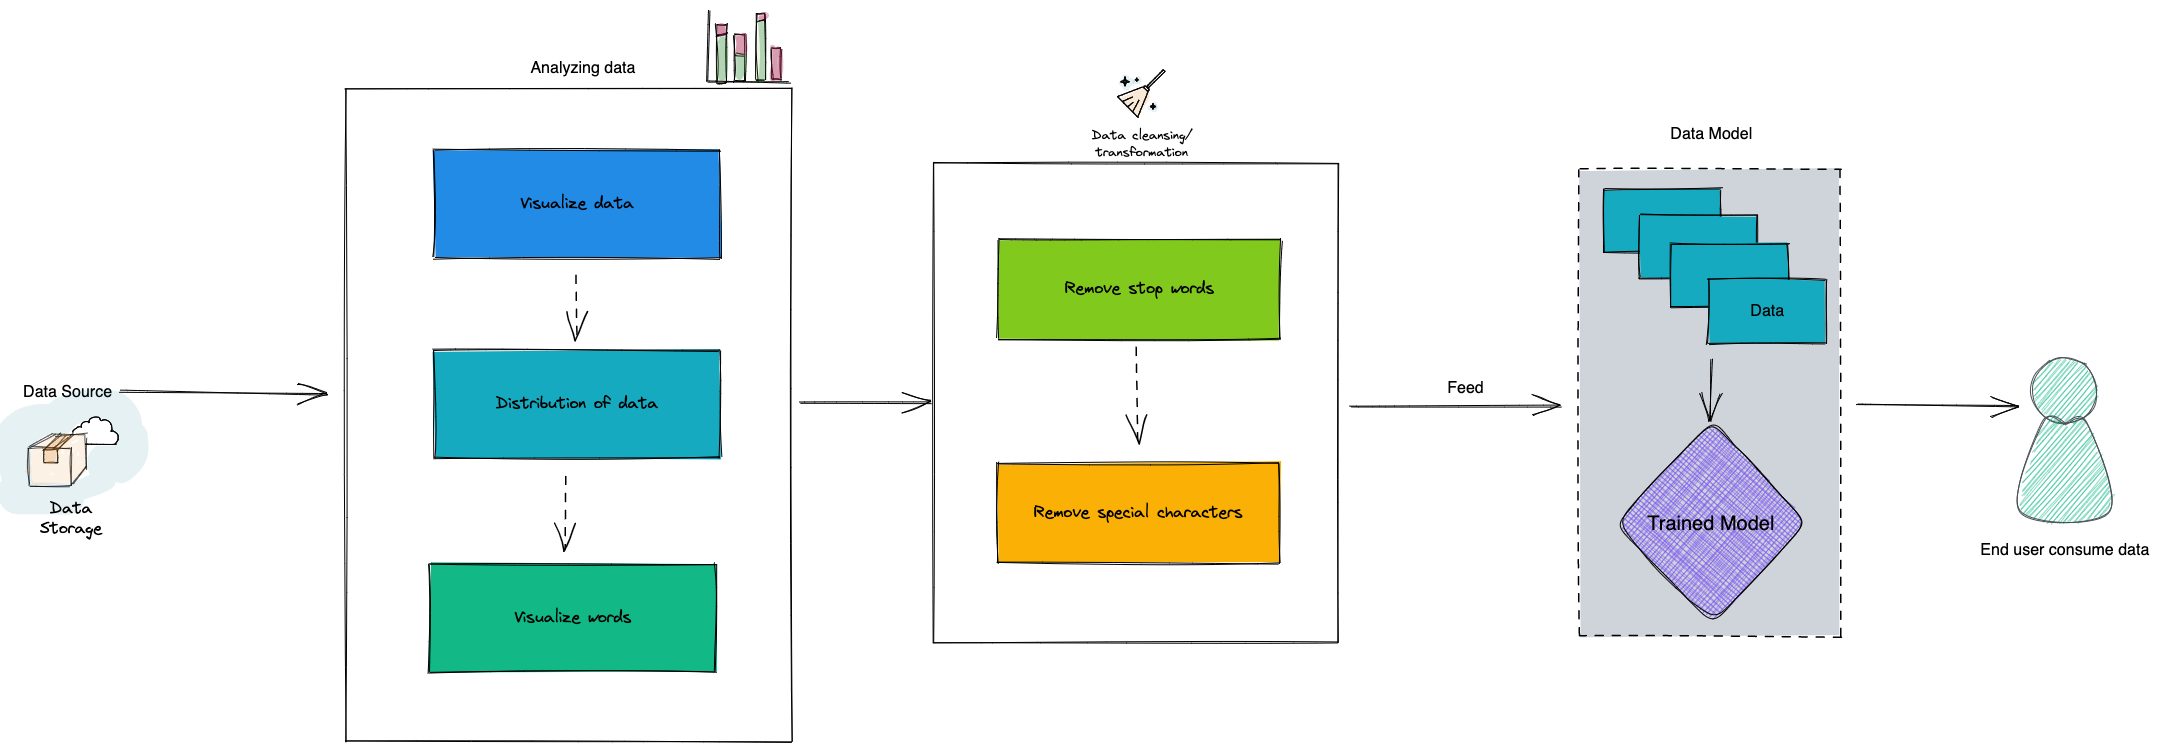 Data Source
Data
Storage
Analyzing data
Visualize data
Distribution of data
Visualize words
Data cleansing/
transformation
Remove stop words
Remove special characters
Feed
Data Model
Data
Trained Model
End user consume data